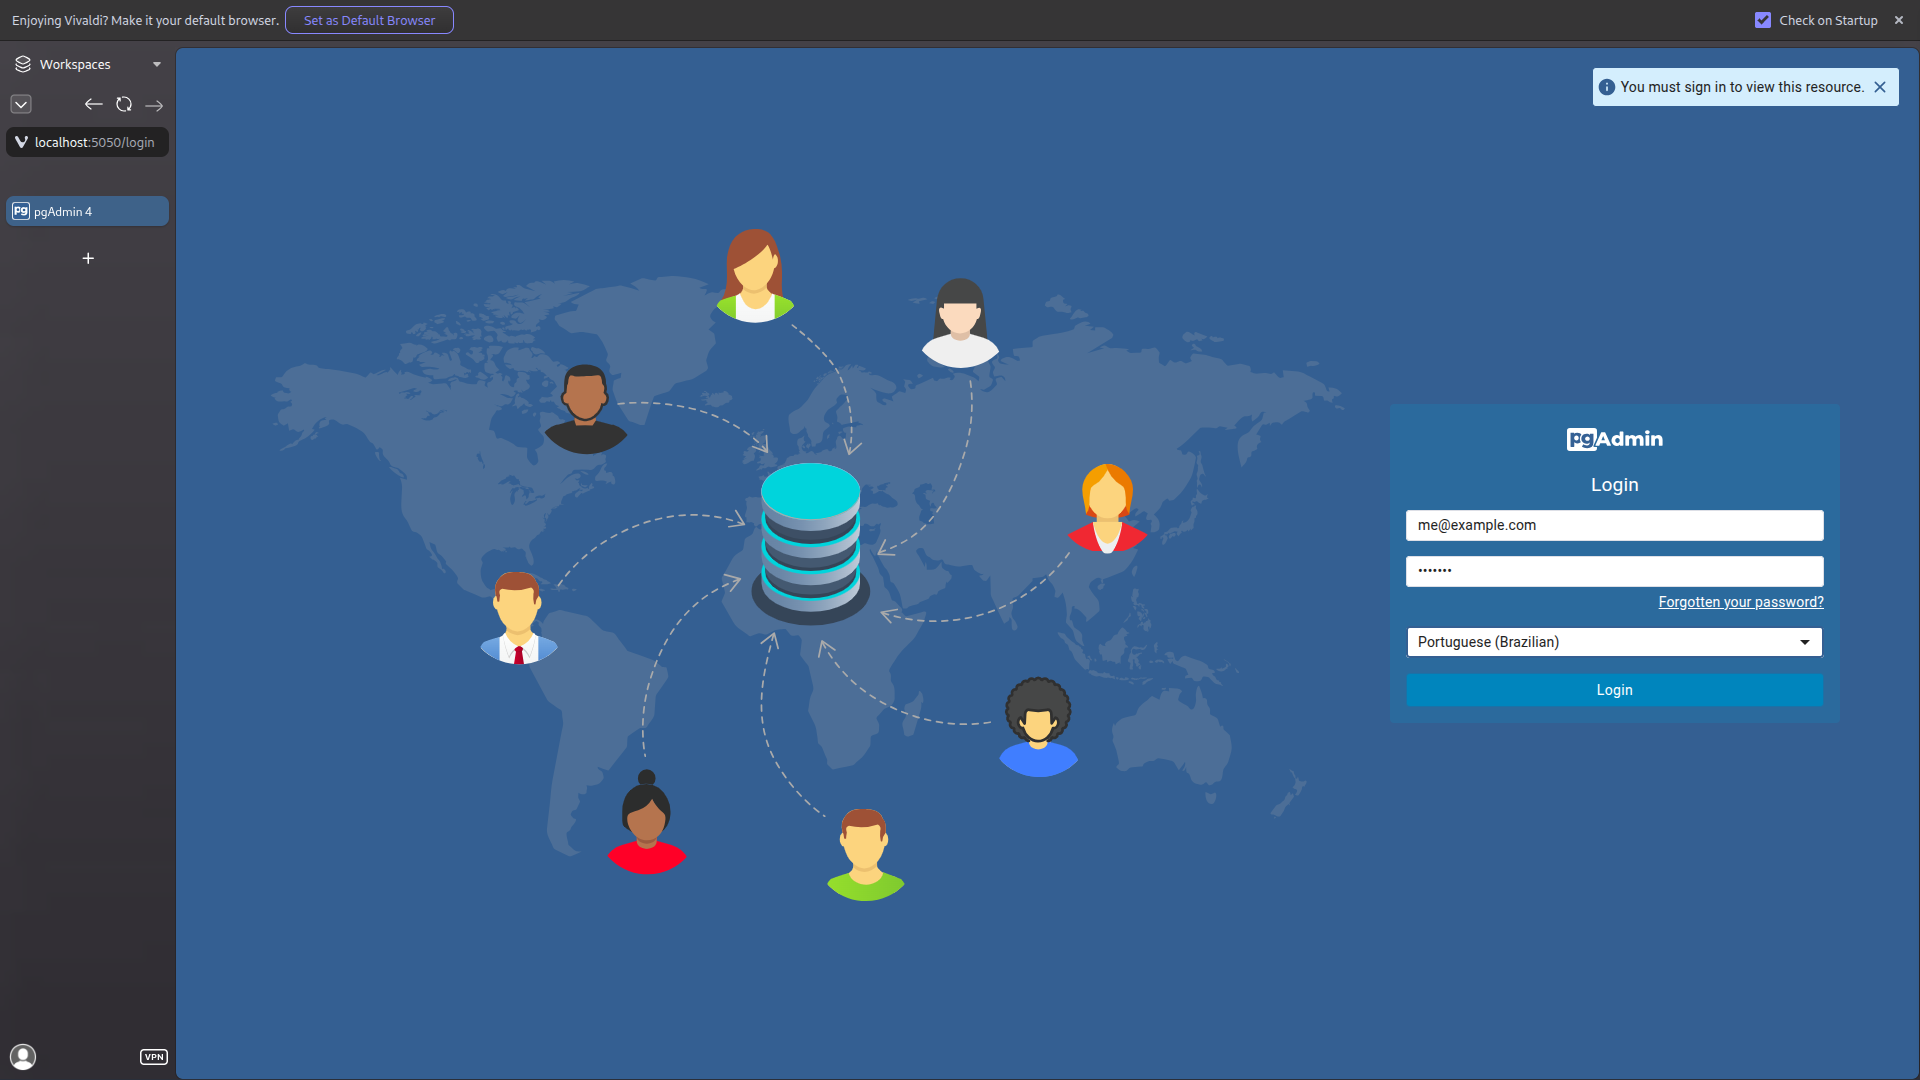 Enjoying Vivaldi? Make it your default browser. Set as Default Browser Check on Startup
Workspaces
localhost:5050/login
pg pgAdmin 4
VPN
You must sign in to view this resource.
pgAdmin
Login
me@example.com
•••••••
Forgotten your password?
Portuguese (Brazilian)
Login